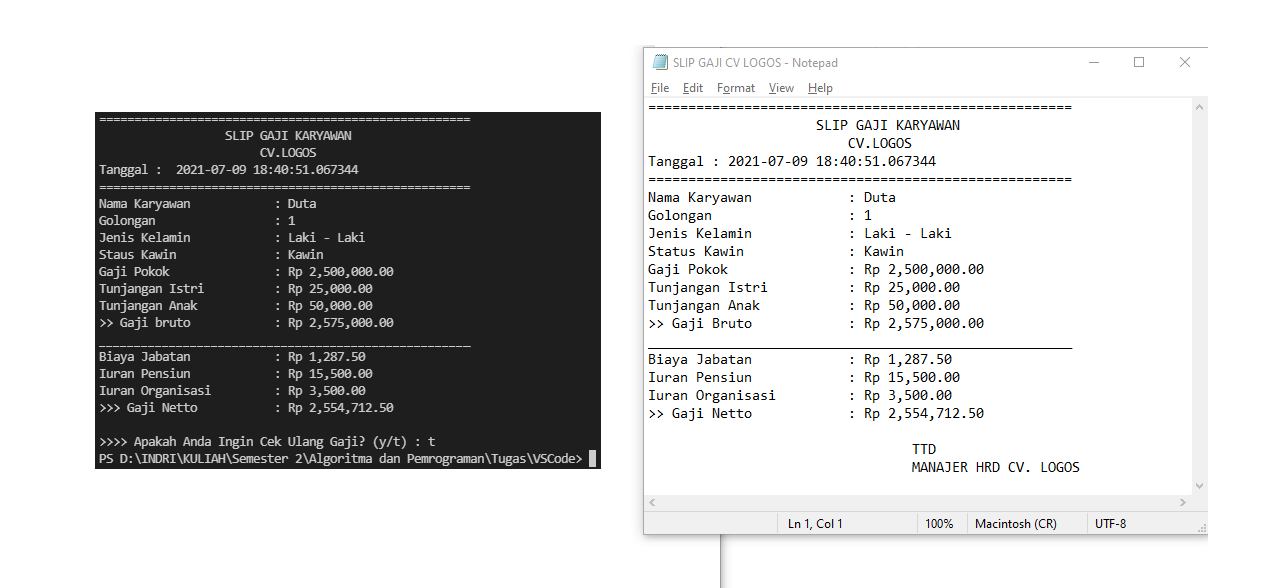 ====================================================
SLIP GAJI KARYAWAN
CV.LOGOS
Tanggal :  2021-07-09 18:40:51.067344
====================================================
Nama Karyawan : Duta
Golongan : 1
Jenis Kelamin : Laki - Laki
Staus Kawin : Kawin
Gaji Pokok : Rp 2,500,000.00
Tunjangan Istri : Rp 25,000.00
Tunjangan Anak : Rp 50,000.00
>> Gaji bruto : Rp 2,575,000.00
_____________________________________________________
Biaya Jabatan : Rp 1,287.50
Iuran Pensiun : Rp 15,500.00
Iuran Organisasi : Rp 3,500.00
>>> Gaji Netto : Rp 2,554,712.50
>>>> Apakah Anda Ingin Cek Ulang Gaji? (y/t) : t
PS D:\INDRI\KULIAH\Semester 2\Algoritma dan Pemrograman\Tugas\VSCode>
SLIP GAJI CV LOGOS - Notepad
File Edit Format View Help
=====================================================
SLIP GAJI KARYAWAN
CV.LOGOS
Tanggal : 2021-07-09 18:40:51.067344
=====================================================
Nama Karyawan : Duta
Golongan : 1
Jenis Kelamin : Laki - Laki
Status Kawin : Kawin
Gaji Pokok : Rp 2,500,000.00
Tunjangan Istri : Rp 25,000.00
Tunjangan Anak : Rp 50,000.00
>> Gaji Bruto : Rp 2,575,000.00
_____________________________________________________
Biaya Jabatan : Rp 1,287.50
Iuran Pensiun : Rp 15,500.00
Iuran Organisasi : Rp 3,500.00
>> Gaji Netto : Rp 2,554,712.50
TTD
MANAJER HRD CV. LOGOS
Ln 1, Col 1 100% Macintosh (CR) UTF-8